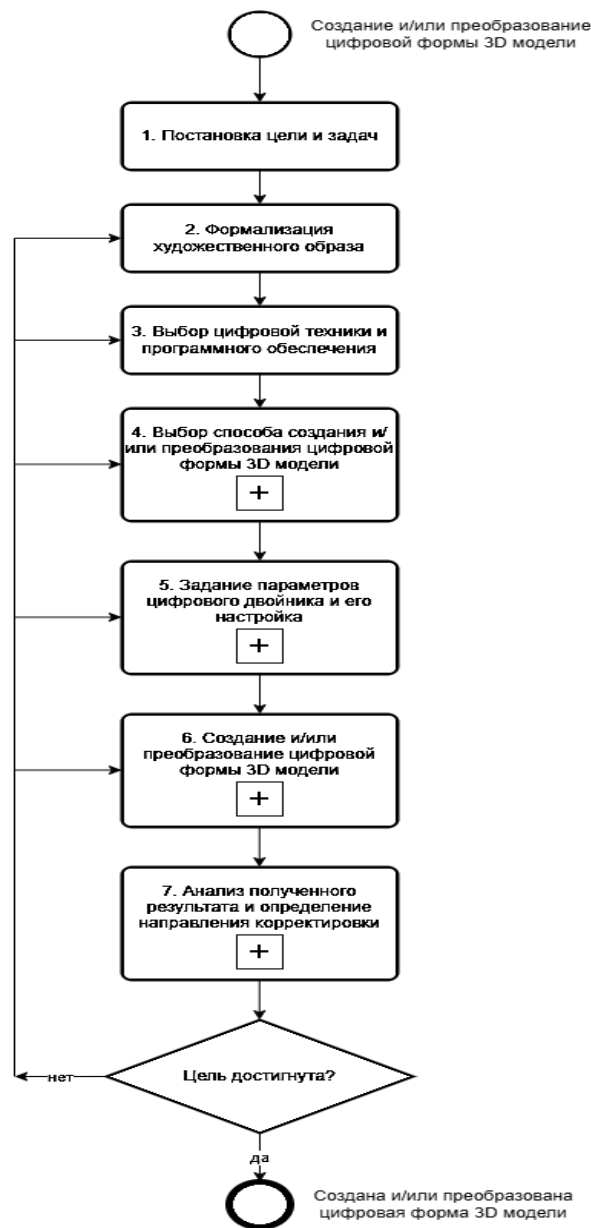 Создание и/или преобразование
цифровой формы 3D модели
1. Постановка цели и задач
2. Формализация
художественного образа
3. Выбор цифровой техники и
программного обеспечения
4. Выбор способа создания и/
или преобразования цифровой
формы 3D модели
+
5. Задание параметров
цифрового двойника и его
настройка
+
6. Создание и/или
преобразование цифровой
формы 3D модели
+
7. Анализ полученного
результата и определение
направления корректировки
+
Цель достигнута?
нет
да
Создана и/или преобразована
цифровая форма 3D модели